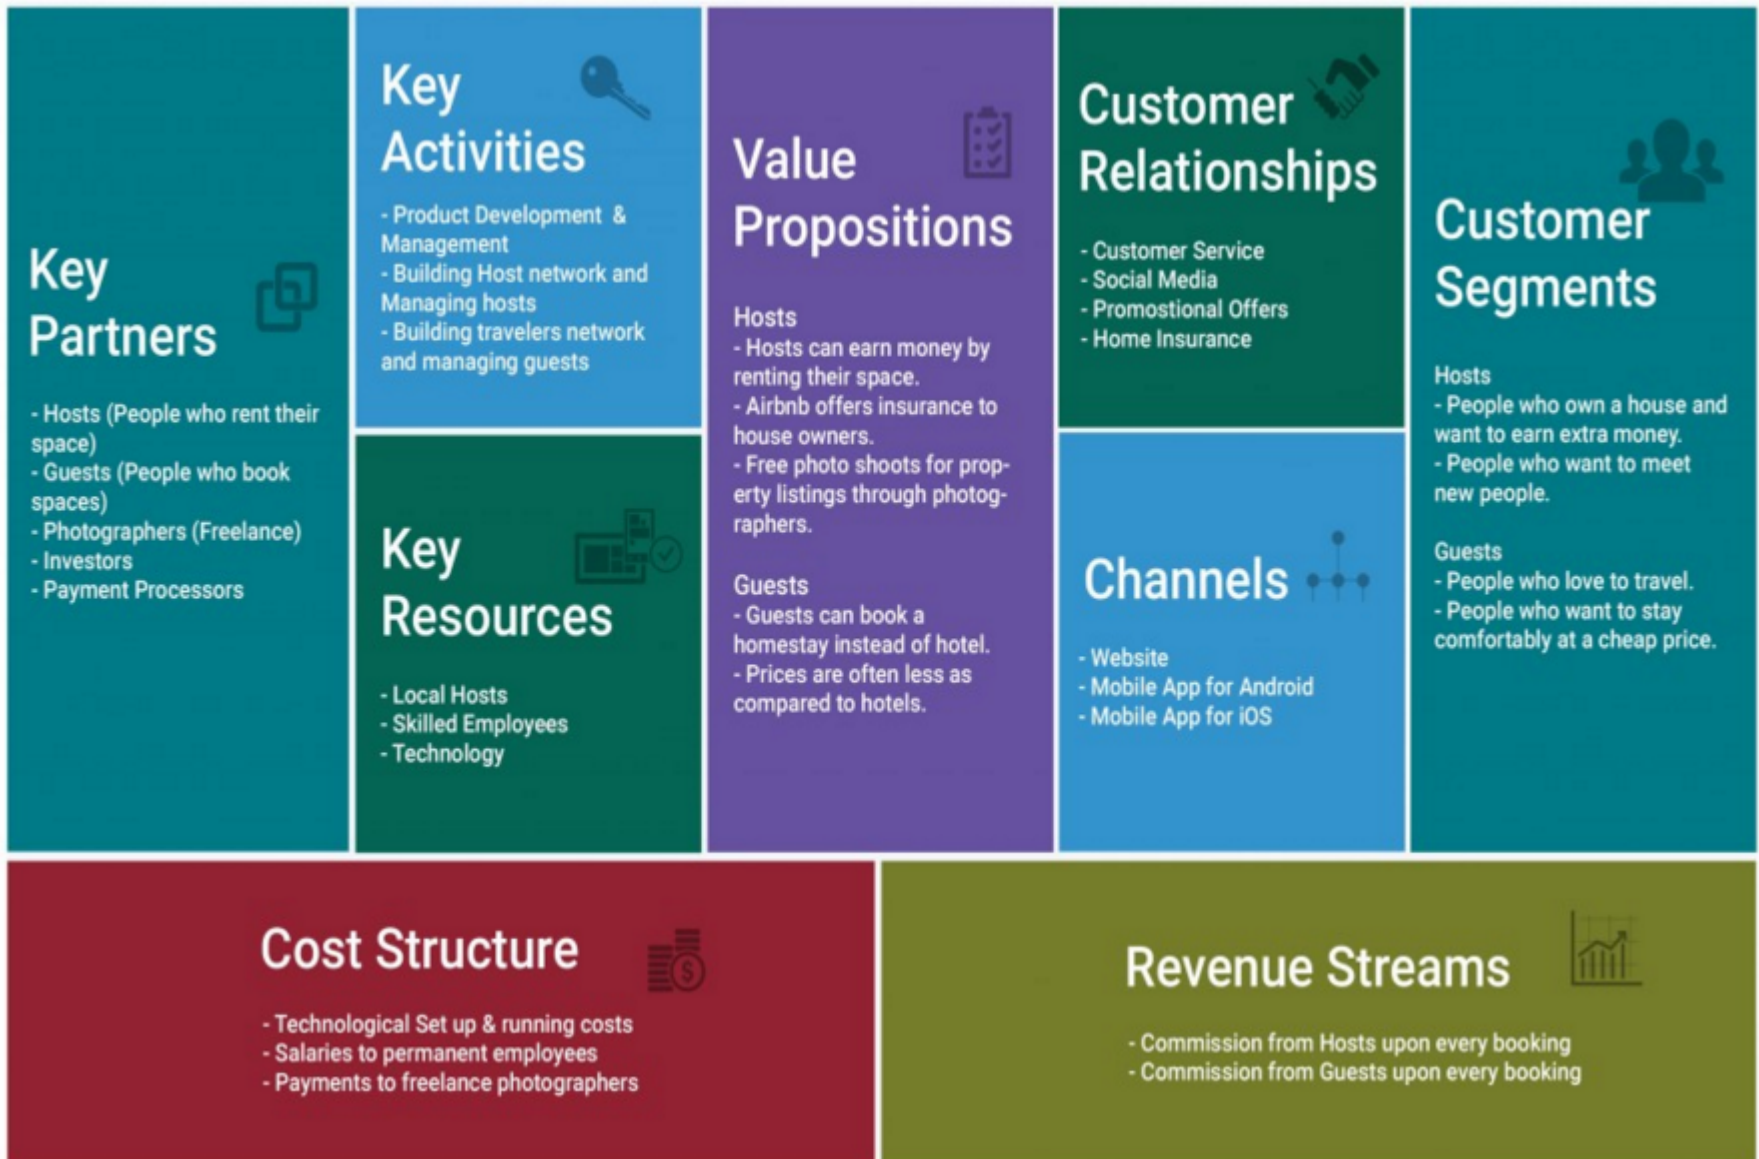 Key
Partners
- Hosts (People who rent their
space)
- Guests (People who book
spaces)
- Photographers (Freelance)
- Investors
- Payment Processors
Key
Activities
- Product Development &
Management
- Building Host network and
Managing hosts
- Building travelers network
and managing guests
Key
Resources
- Local Hosts
- Skilled Employees
- Technology
Value
Propositions
Hosts
- Hosts can earn money by
renting their space.
- Airbnb offers insurance to
house owners.
- Free photo shoots for prop-
erty listings through photog-
raphers.
Guests
- Guests can book a
homestay instead of hotel.
- Prices are often less as
compared to hotels.
Customer
Relationships
- Customer Service
- Social Media
- Promostional Offers
- Home Insurance
Channels
- Website
- Mobile App for Android
- Mobile App for iOS
Customer
Segments
Hosts
- People who own a house and
want to earn extra money.
- People who want to meet
new people.
Guests
- People who love to travel.
- People who want to stay
comfortably at a cheap price.
Cost Structure
$
- Technological Set up & running costs
- Salaries to permanent employees
- Payments to freelance photographers
Revenue Streams
- Commission from Hosts upon every booking
- Commission from Guests upon every booking